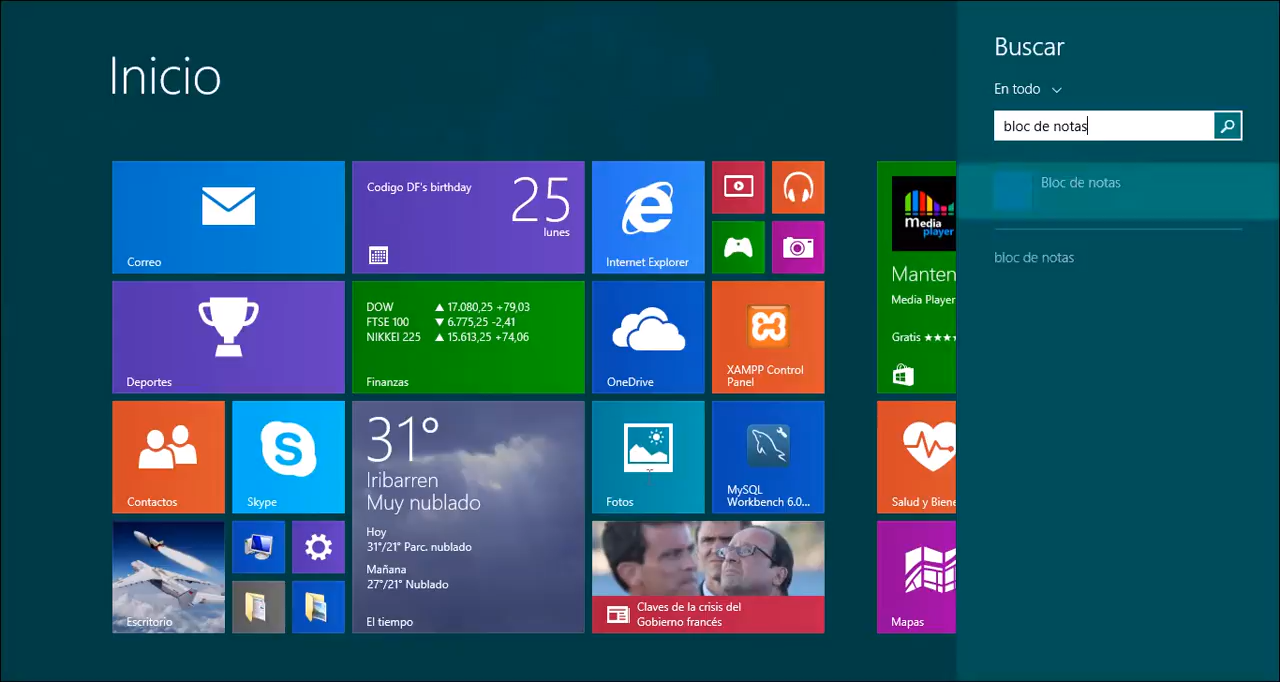 Inicio
Correo
Codigo DF's birthday
25
lunes
Internet Explorer
Deportes
DOW ▲ 17.080,25 +79,03
FTSE 100 ▼ 6.775,25 -2,41
NIKKEI 225 ▲ 15.613,25 +74,06
Finanzas
OneDrive
XAMPP Control
Panel
Contactos
Skype
31°
Iribarren
Muy nublado
Hoy
31°/21° Parc. nublado
Mañana
27°/21° Nublado
El tiempo
Fotos
MySQL
Workbench 6.0...
Escritorio
Claves de la crisis del
Gobierno francés
media
player
Manten
Media Player
Gratis ★★★
Salud y Biene
Mapas
Buscar
En todo
bloc de notas
Bloc de notas
bloc de notas